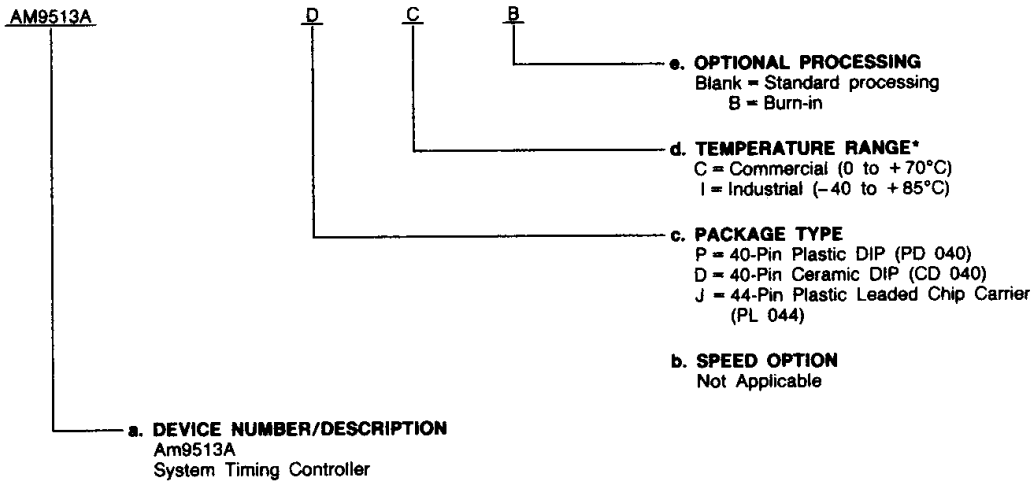 AM9513A D C B
e. OPTIONAL PROCESSING
Blank = Standard processing
B = Burn-in
d. TEMPERATURE RANGE*
C = Commercial (0 to +70°C)
I = Industrial (−40 to +85°C)
c. PACKAGE TYPE
P = 40-Pin Plastic DIP (PD 040)
D = 40-Pin Ceramic DIP (CD 040)
J = 44-Pin Plastic Leaded Chip Carrier
(PL 044)
b. SPEED OPTION
Not Applicable
a. DEVICE NUMBER/DESCRIPTION
Am9513A
System Timing Controller